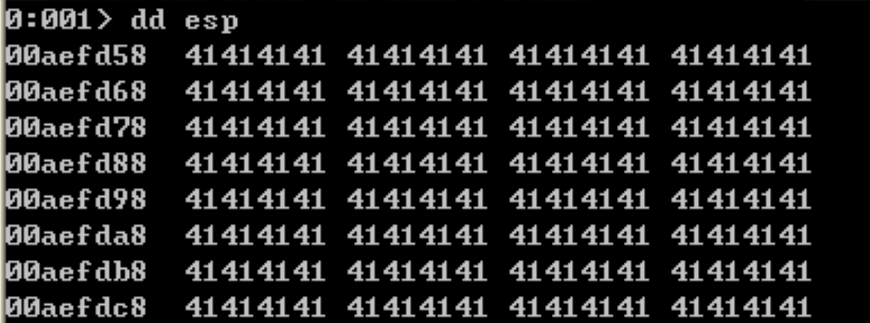 0:001> dd esp
00aefd58  41414141 41414141 41414141 41414141
00aefd68  41414141 41414141 41414141 41414141
00aefd78  41414141 41414141 41414141 41414141
00aefd88  41414141 41414141 41414141 41414141
00aefd98  41414141 41414141 41414141 41414141
00aefda8  41414141 41414141 41414141 41414141
00aefdb8  41414141 41414141 41414141 41414141
00aefdc8  41414141 41414141 41414141 41414141